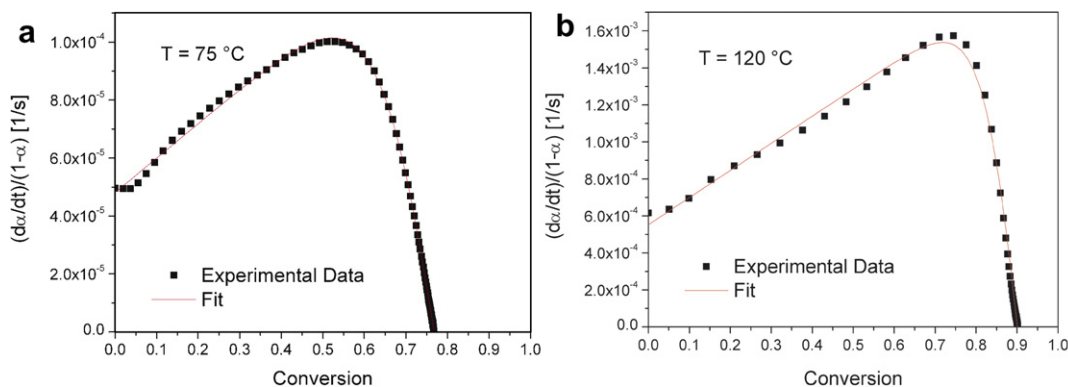 a
T = 75 °C
(dα/dt)/(1-α) [1/s]
1.0x10⁻⁴
8.0x10⁻⁵
6.0x10⁻⁵
4.0x10⁻⁵
2.0x10⁻⁵
0.0
Experimental Data
Fit
0.0 0.1 0.2 0.3 0.4 0.5 0.6 0.7 0.8 0.9 1.0
Conversion
b
T = 120 °C
(dα/dt)/(1-α) [1/s]
1.6x10⁻³
1.4x10⁻³
1.2x10⁻³
1.0x10⁻³
8.0x10⁻⁴
6.0x10⁻⁴
4.0x10⁻⁴
2.0x10⁻⁴
0.0
Experimental Data
Fit
0.0 0.1 0.2 0.3 0.4 0.5 0.6 0.7 0.8 0.9 1.0
Conversion